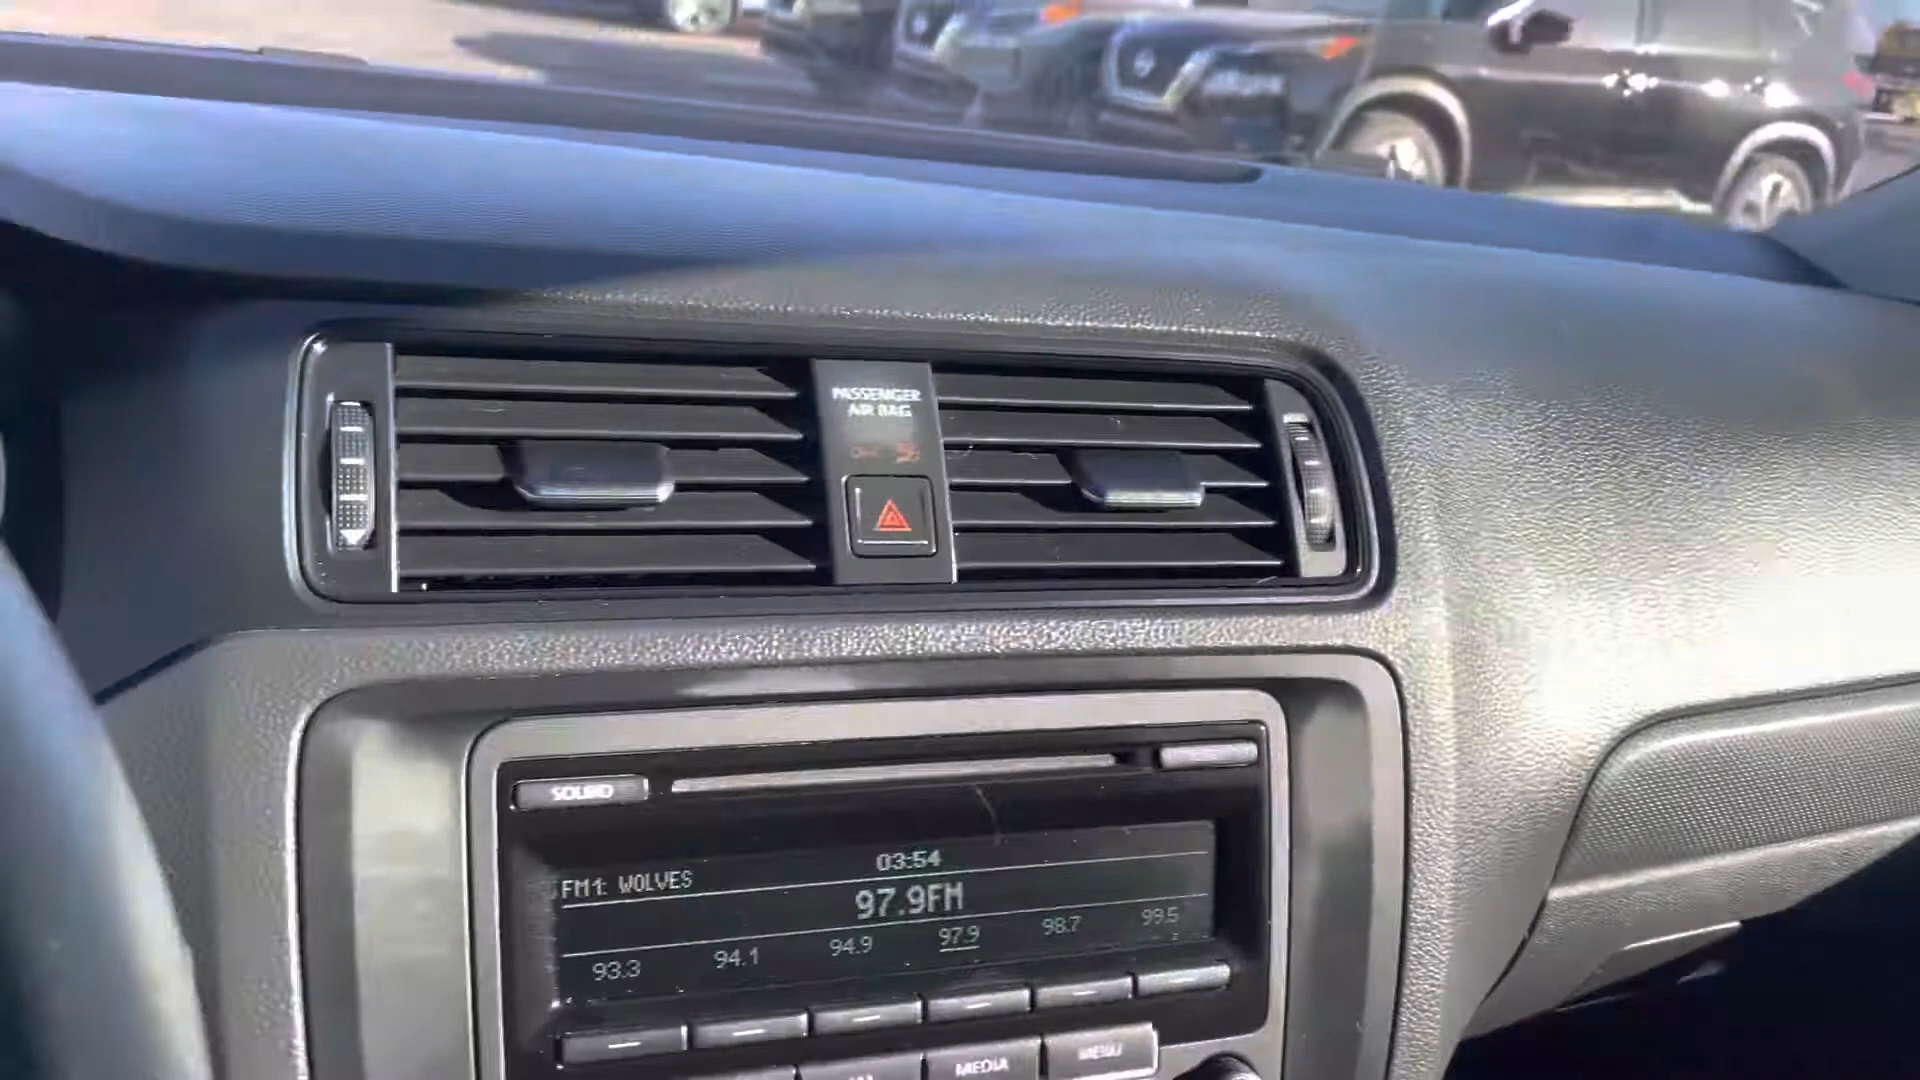 PASSENGER
AIR BAG
SOUND
03:54
FM1: WOLVES
97.9FM
93.3 94.1 94.9 97.9 98.7 99.5
MEDIA
MENU